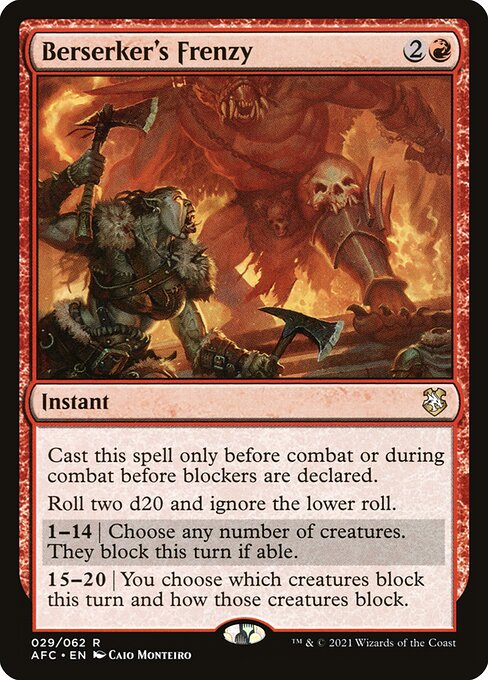 Berserker's Frenzy 2
Instant
Cast this spell only before combat or during
combat before blockers are declared.
Roll two d20 and ignore the lower roll.
1–14 | Choose any number of creatures.
They block this turn if able.
15–20 | You choose which creatures block
this turn and how those creatures block.
029/062 R
AFC • EN Caio Monteiro
™ & © 2021 Wizards of the Coast